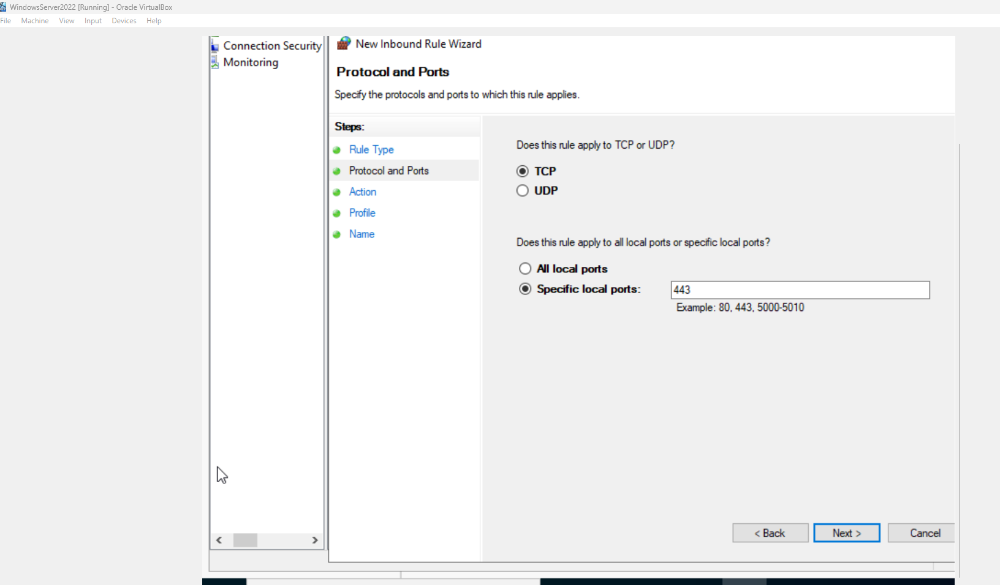 WindowsServer2022 [Running] - Oracle VirtualBox
File Machine View Input Devices Help
Connection Security
Monitoring
New Inbound Rule Wizard
Protocol and Ports
Specify the protocols and ports to which this rule applies.
Steps:
Rule Type
Protocol and Ports
Action
Profile
Name
Does this rule apply to TCP or UDP?
TCP
UDP
Does this rule apply to all local ports or specific local ports?
All local ports
Specific local ports: 443
Example: 80, 443, 5000-5010
< Back Next > Cancel